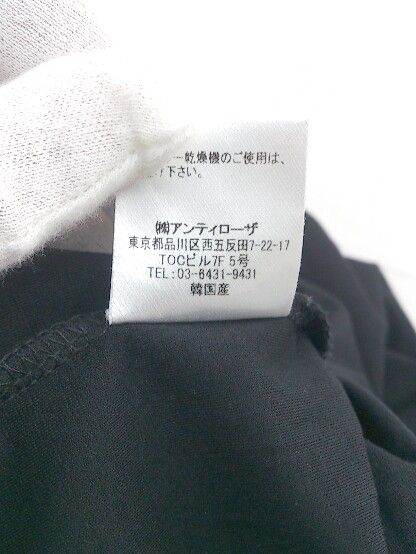 ー乾燥機のご使用は、
下さい。
㈱アンティローザ
東京都品川区西五反田7-22-17
TOCビル7F 5号
TEL: 03-6431-9431
韓国産